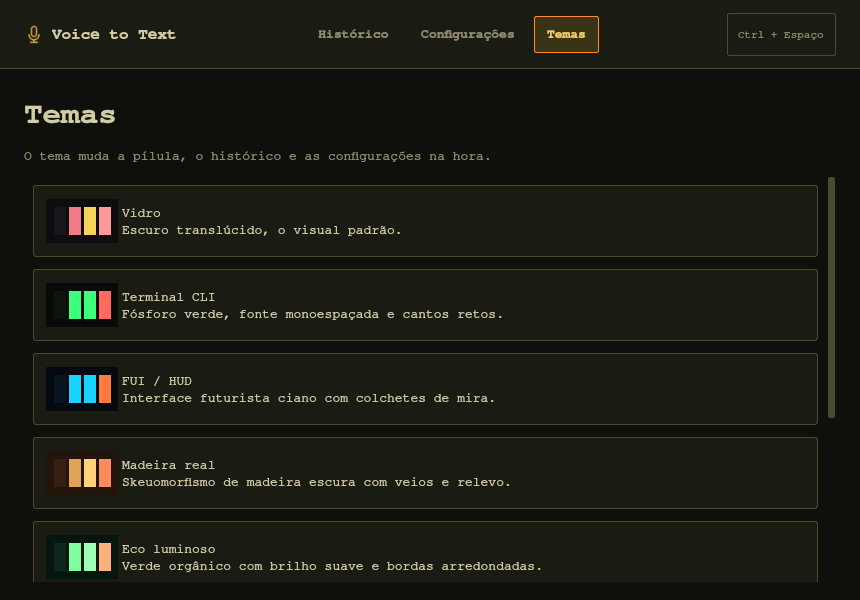 Voice to Text
Histórico
Configurações
Temas
Ctrl + Espaço
Temas
O tema muda a pílula, o histórico e as configurações na hora.
Vidro
Escuro translúcido, o visual padrão.
Terminal CLI
Fósforo verde, fonte monoespaçada e cantos retos.
FUI / HUD
Interface futurista ciano com colchetes de mira.
Madeira real
Skeuomorfismo de madeira escura com veios e relevo.
Eco luminoso
Verde orgânico com brilho suave e bordas arredondadas.